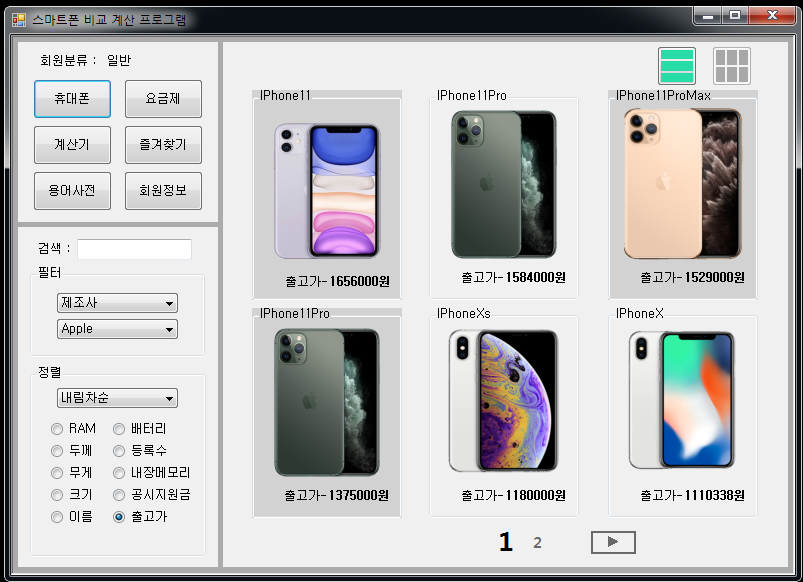 스마트폰 비교 계산 프로그램
회원분류 : 일반
휴대폰 요금제
계산기 즐겨찾기
용어사전 회원정보
검색 :
필터
제조사
Apple
정렬
내림차순
RAM 배터리
두께 등록수
무게 내장메모리
크기 공시지원금
이름 출고가
IPhone11 IPhone11Pro IPhone11ProMax
출고가- 1656000원 출고가- 1584000원 출고가- 1529000원
IPhone11Pro IPhoneXs IPhoneX
출고가- 1375000원 출고가- 1180000원 출고가- 1110338원
1 2